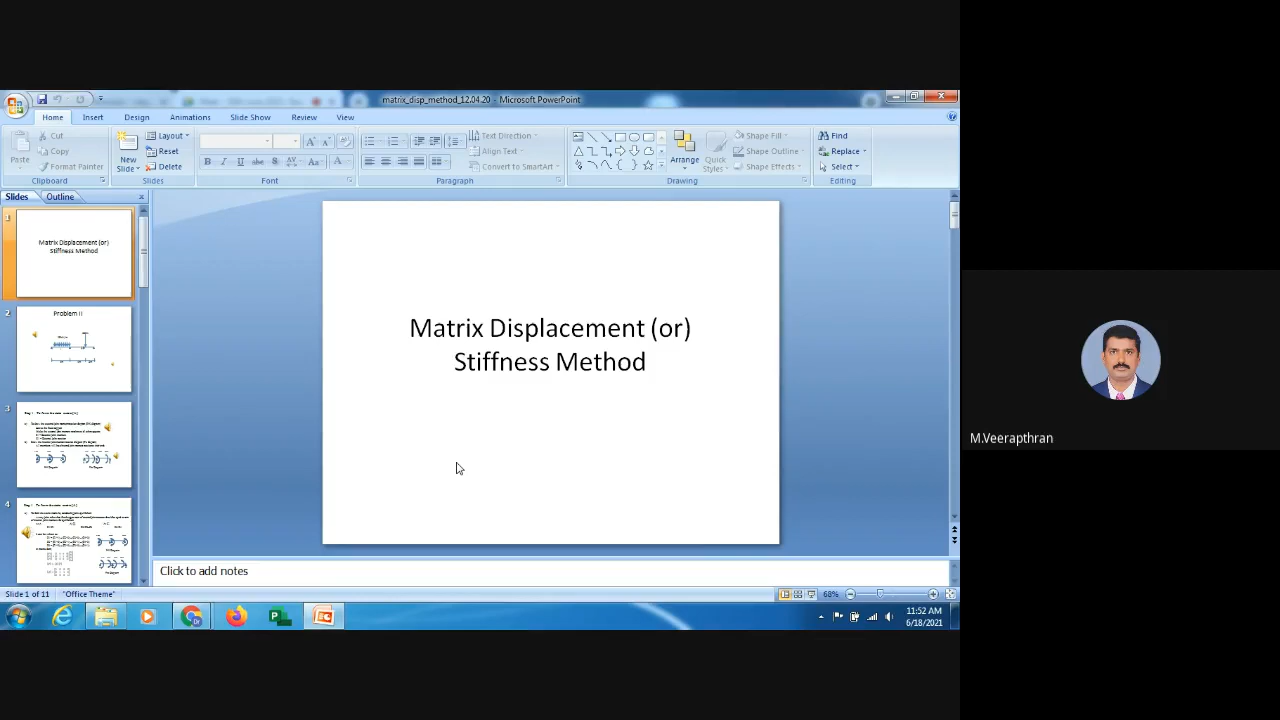 matrix_disp_method_12.04.20 - Microsoft PowerPoint
Home Insert Design Animations Slide Show Review View
Cut Layout Text Direction Shape Fill Find
Paste Copy New Slide Reset Align Text Arrange Quick Styles Shape Outline Replace
Format Painter Delete Convert to SmartArt Shape Effects Select
Clipboard Slides Font Paragraph Drawing Editing
Slides Outline
1
Matrix Displacement (or)
Stiffness Method
2
Problem II
3
4
Matrix Displacement (or)
Stiffness Method
M.Veerapthran
Click to add notes
Slide 1 of 11 "Office Theme" 68%
11:52 AM
6/18/2021